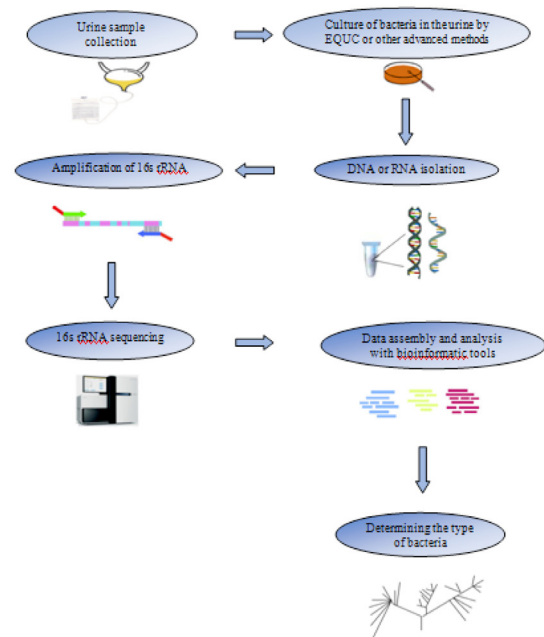 Urine sample
collection
Culture of bacteria in the urine by
EQUC or other advanced methods
DNA or RNA isolation
Amplification of 16s rRNA
16s rRNA sequencing
Data assembly and analysis
with bioinformatic tools
Determining the type
of bacteria